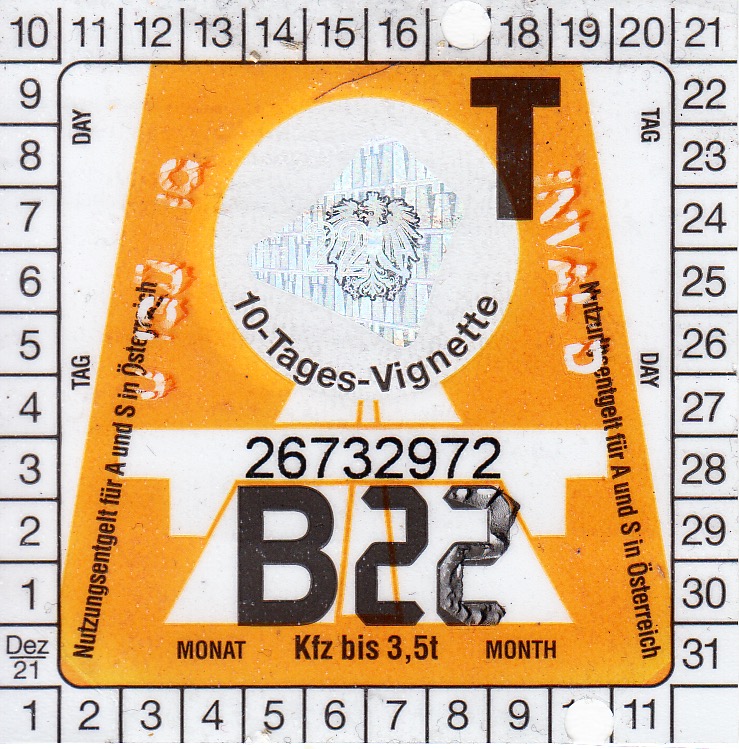 10 11 12 13 14 15 16 18 19 20 21
9 22
8 23
7 24
6 25
5 26
4 27
3 28
2 29
1 30
Dez 31
21
1 2 3 4 5 6 7 8 9 11
DAY
TAG
T
TAG
DAY
10-Tages-Vignette
Nutzungsentgelt für A und S in Österreich
Nutzungsentgelt für A und S in Österreich
26732972
B22
MONAT Kfz bis 3,5t MONTH